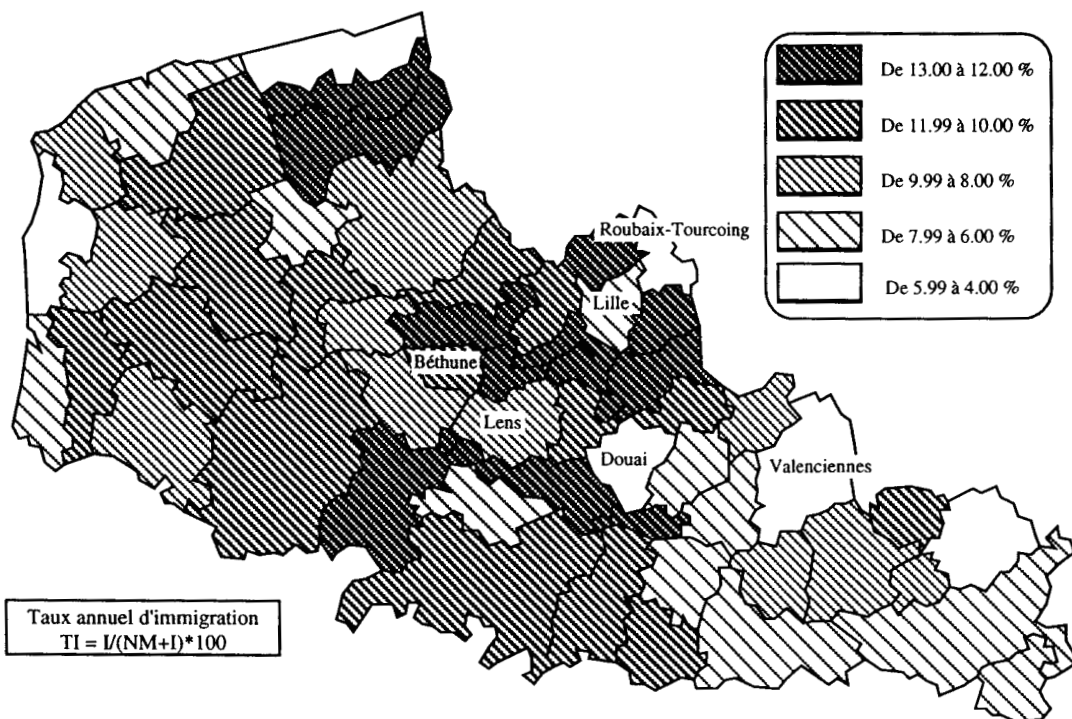 De 13.00 à 12.00 %
De 11.99 à 10.00 %
De 9.99 à 8.00 %
De 7.99 à 6.00 %
De 5.99 à 4.00 %
Roubaix-Tourcoing
Lille
Béthune
Lens
Douai
Valenciennes
Taux annuel d'immigration
TI = I/(NM+I)*100